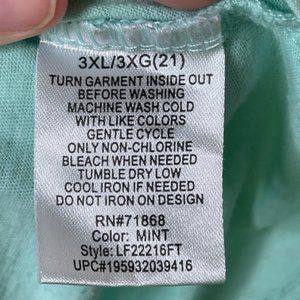 3XL/3XG(21)
TURN GARMENT INSIDE OUT
BEFORE WASHING
MACHINE WASH COLD
WITH LIKE COLORS
GENTLE CYCLE
ONLY NON-CHLORINE
BLEACH WHEN NEEDED
TUMBLE DRY LOW
COOL IRON IF NEEDED
DO NOT IRON ON DESIGN
RN#71868
Color: MINT
Style: LF22216FT
UPC#195932039416